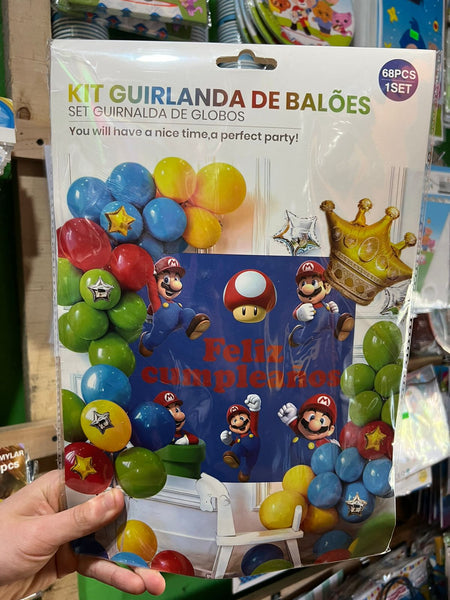 KIT GUIRLANDA DE BALÕES
SET GUIRNALDA DE GLOBOS
You will have a nice time,a perfect party!
68PCS
1SET
Feliz
cumpleaños
MYLAR
pcs